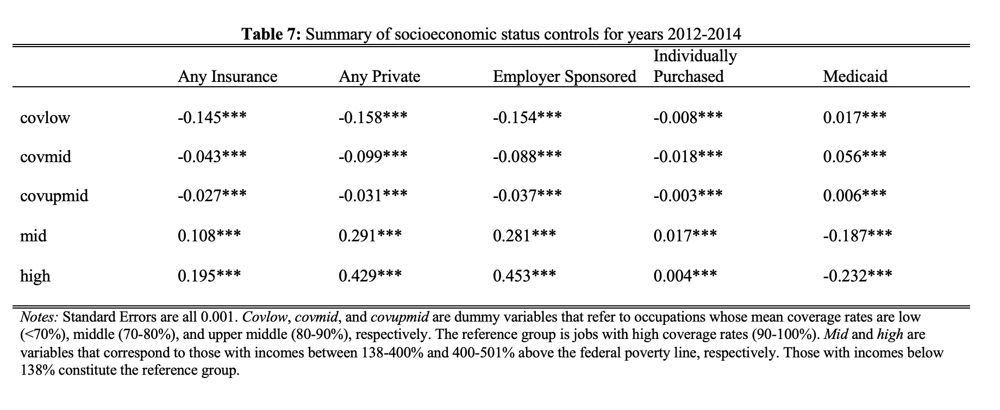 Table 7: Summary of socioeconomic status controls for years 2012-2014
Any Insurance Any Private Employer Sponsored Individually Purchased Medicaid
covlow -0.145*** -0.158*** -0.154*** -0.008*** 0.017***
covmid -0.043*** -0.099*** -0.088*** -0.018*** 0.056***
covupmid -0.027*** -0.031*** -0.037*** -0.003*** 0.006***
mid 0.108*** 0.291*** 0.281*** 0.017*** -0.187***
high 0.195*** 0.429*** 0.453*** 0.004*** -0.232***
Notes: Standard Errors are all 0.001. Covlow, covmid, and covupmid are dummy variables that refer to occupations whose mean coverage rates are low
(<70%), middle (70-80%), and upper middle (80-90%), respectively. The reference group is jobs with high coverage rates (90-100%). Mid and high are
variables that correspond to those with incomes between 138-400% and 400-501% above the federal poverty line, respectively. Those with incomes below
138% constitute the reference group.